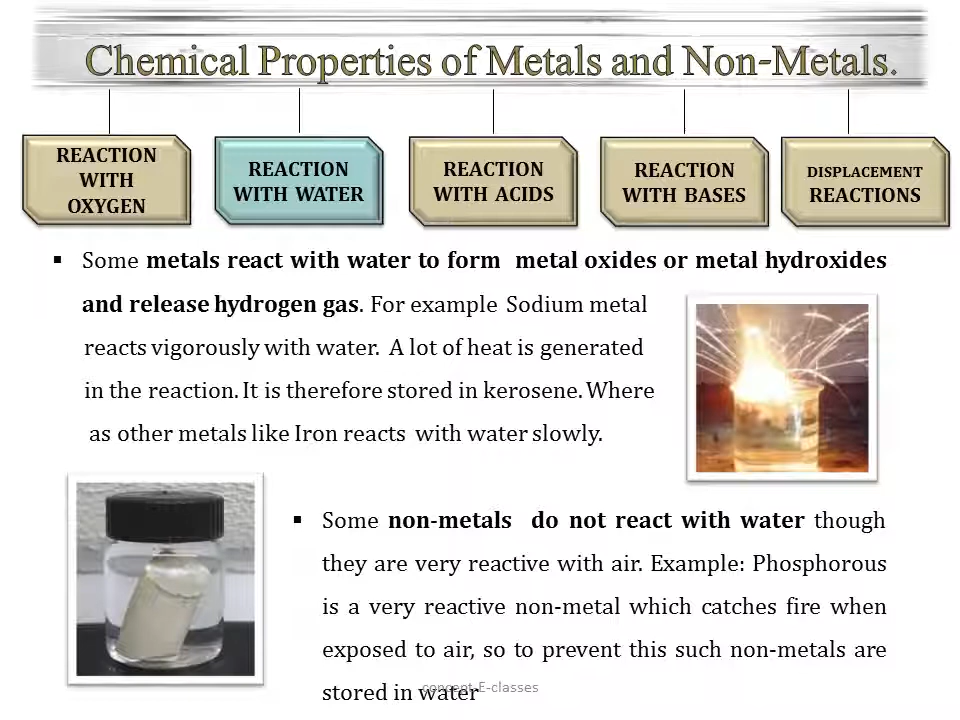 Chemical Properties of Metals and Non-Metals.
REACTION
WITH
OXYGEN
REACTION
WITH WATER
REACTION
WITH ACIDS
REACTION
WITH BASES
DISPLACEMENT
REACTIONS
▪ Some metals react with water to form metal oxides or metal hydroxides
and release hydrogen gas. For example Sodium metal
reacts vigorously with water. A lot of heat is generated
in the reaction. It is therefore stored in kerosene. Where
as other metals like Iron reacts with water slowly.
▪ Some non-metals do not react with water though
they are very reactive with air. Example: Phosphorous
is a very reactive non-metal which catches fire when
exposed to air, so to prevent this such non-metals are
stored in water
concept-E-classes